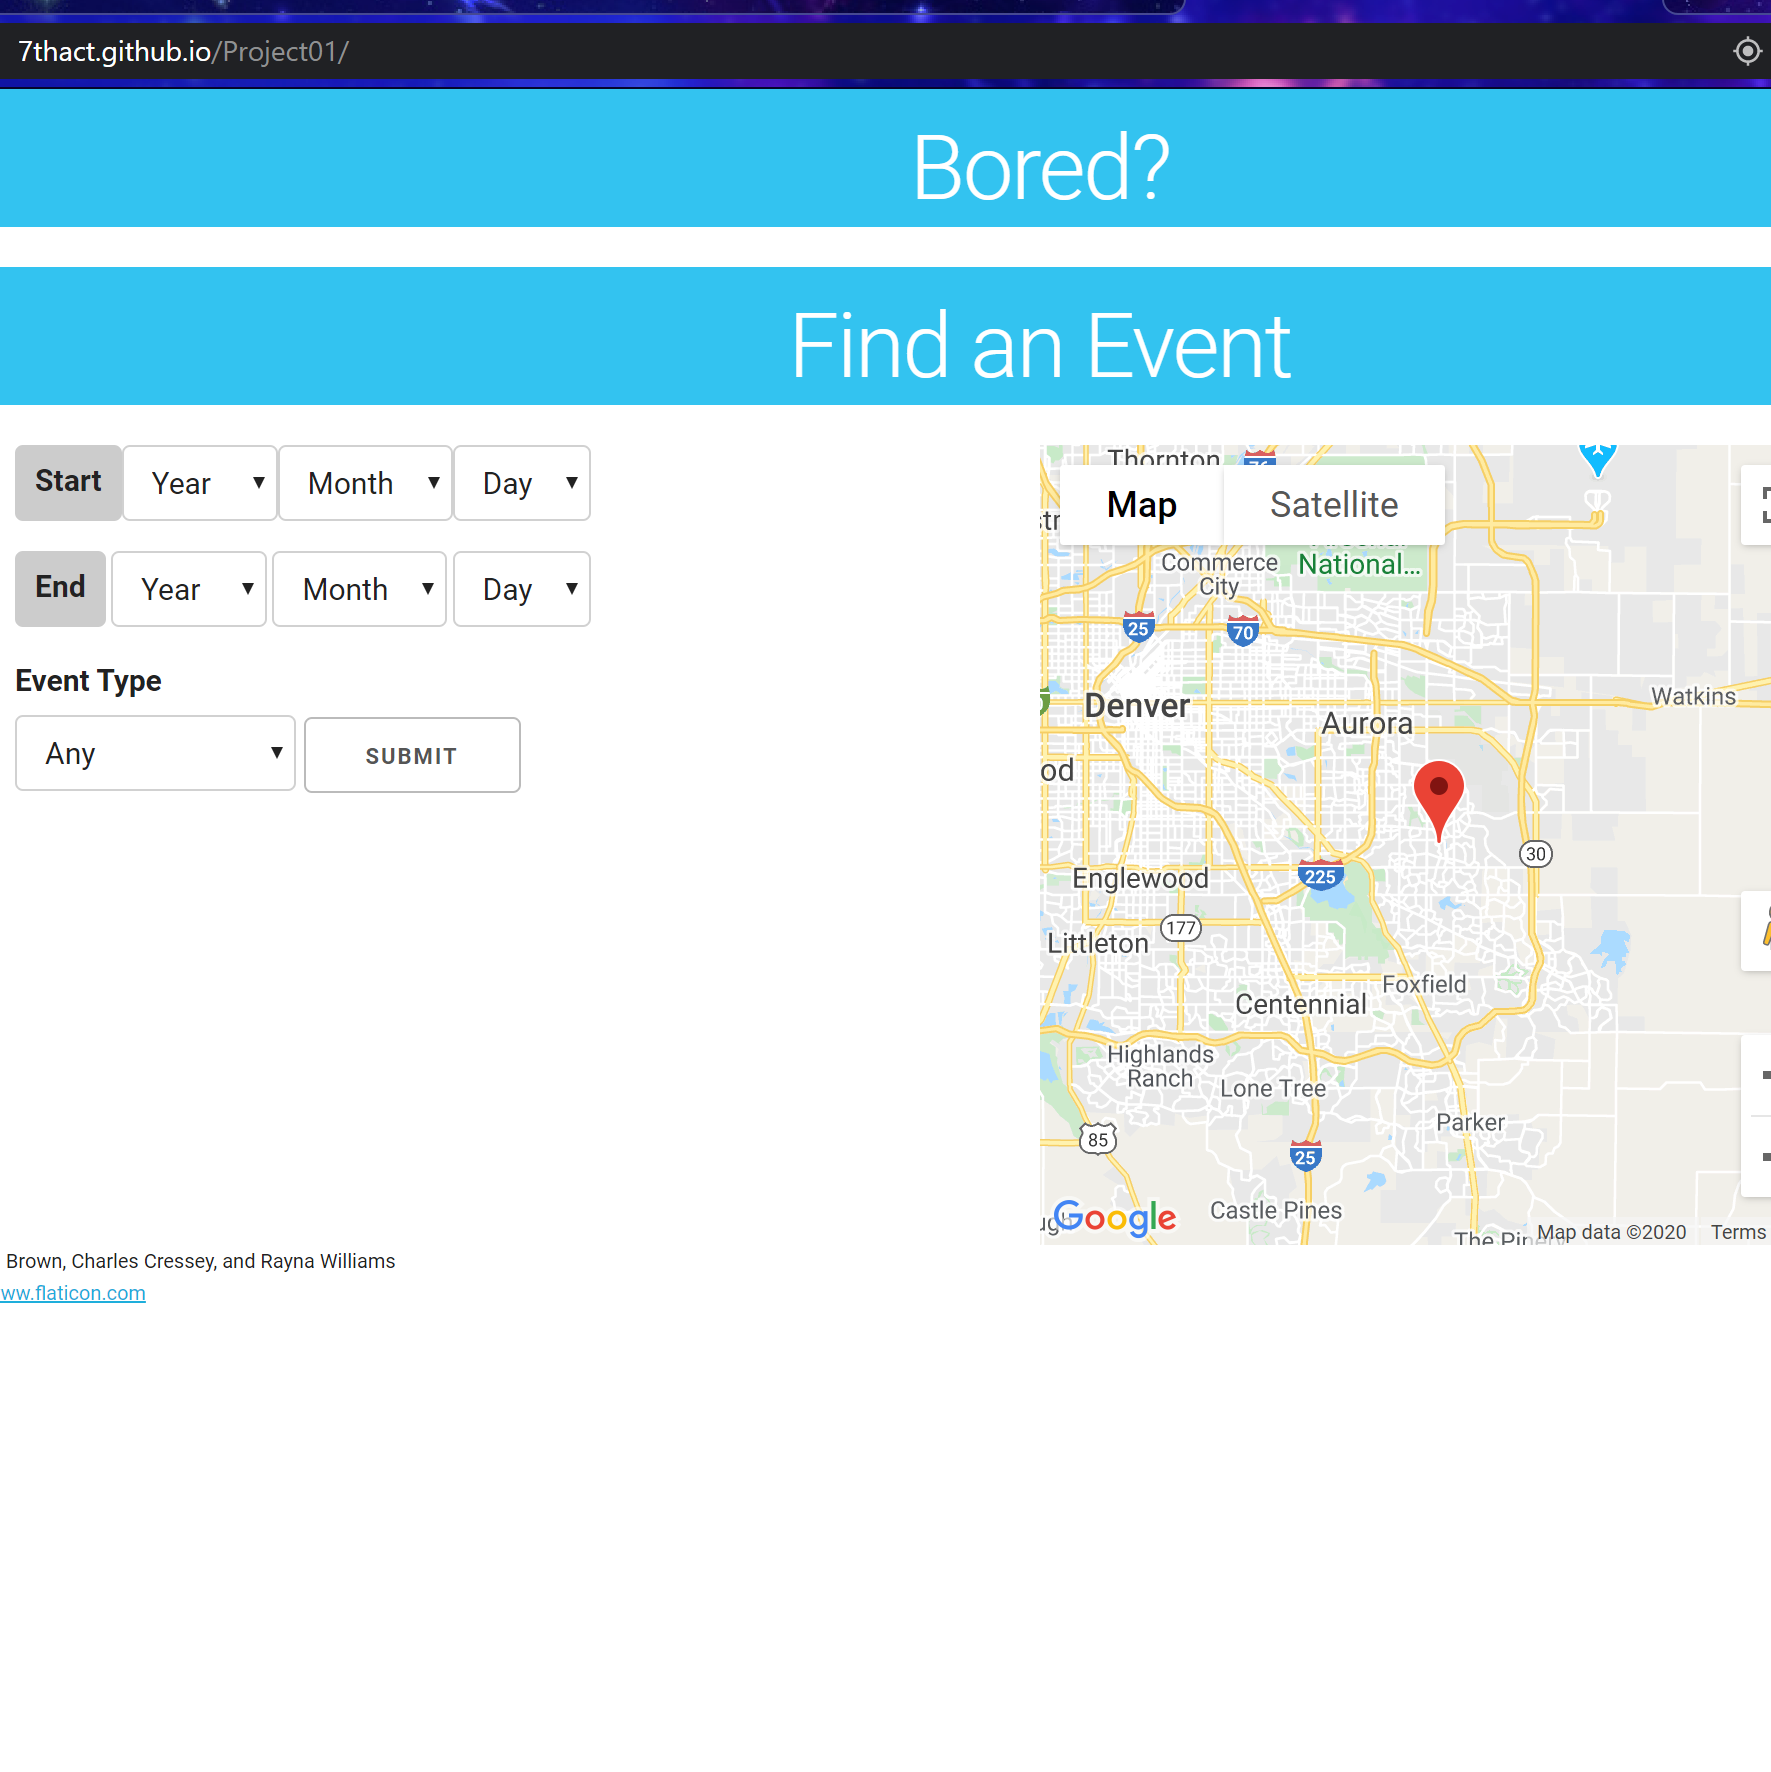 7thact.github.io/Project01/
Bored?
Find an Event
Start Year Month Day
End Year Month Day
Event Type
Any SUBMIT
Map Satellite
Thornton
Commerce City
National...
25
70
Denver
Aurora
Watkins
225
30
Englewood
177
Littleton
Foxfield
Centennial
Highlands Ranch
Lone Tree
Parker
85
25
Castle Pines
Google
Map data ©2020 Terms
Brown, Charles Cressey, and Rayna Williams
ww.flaticon.com